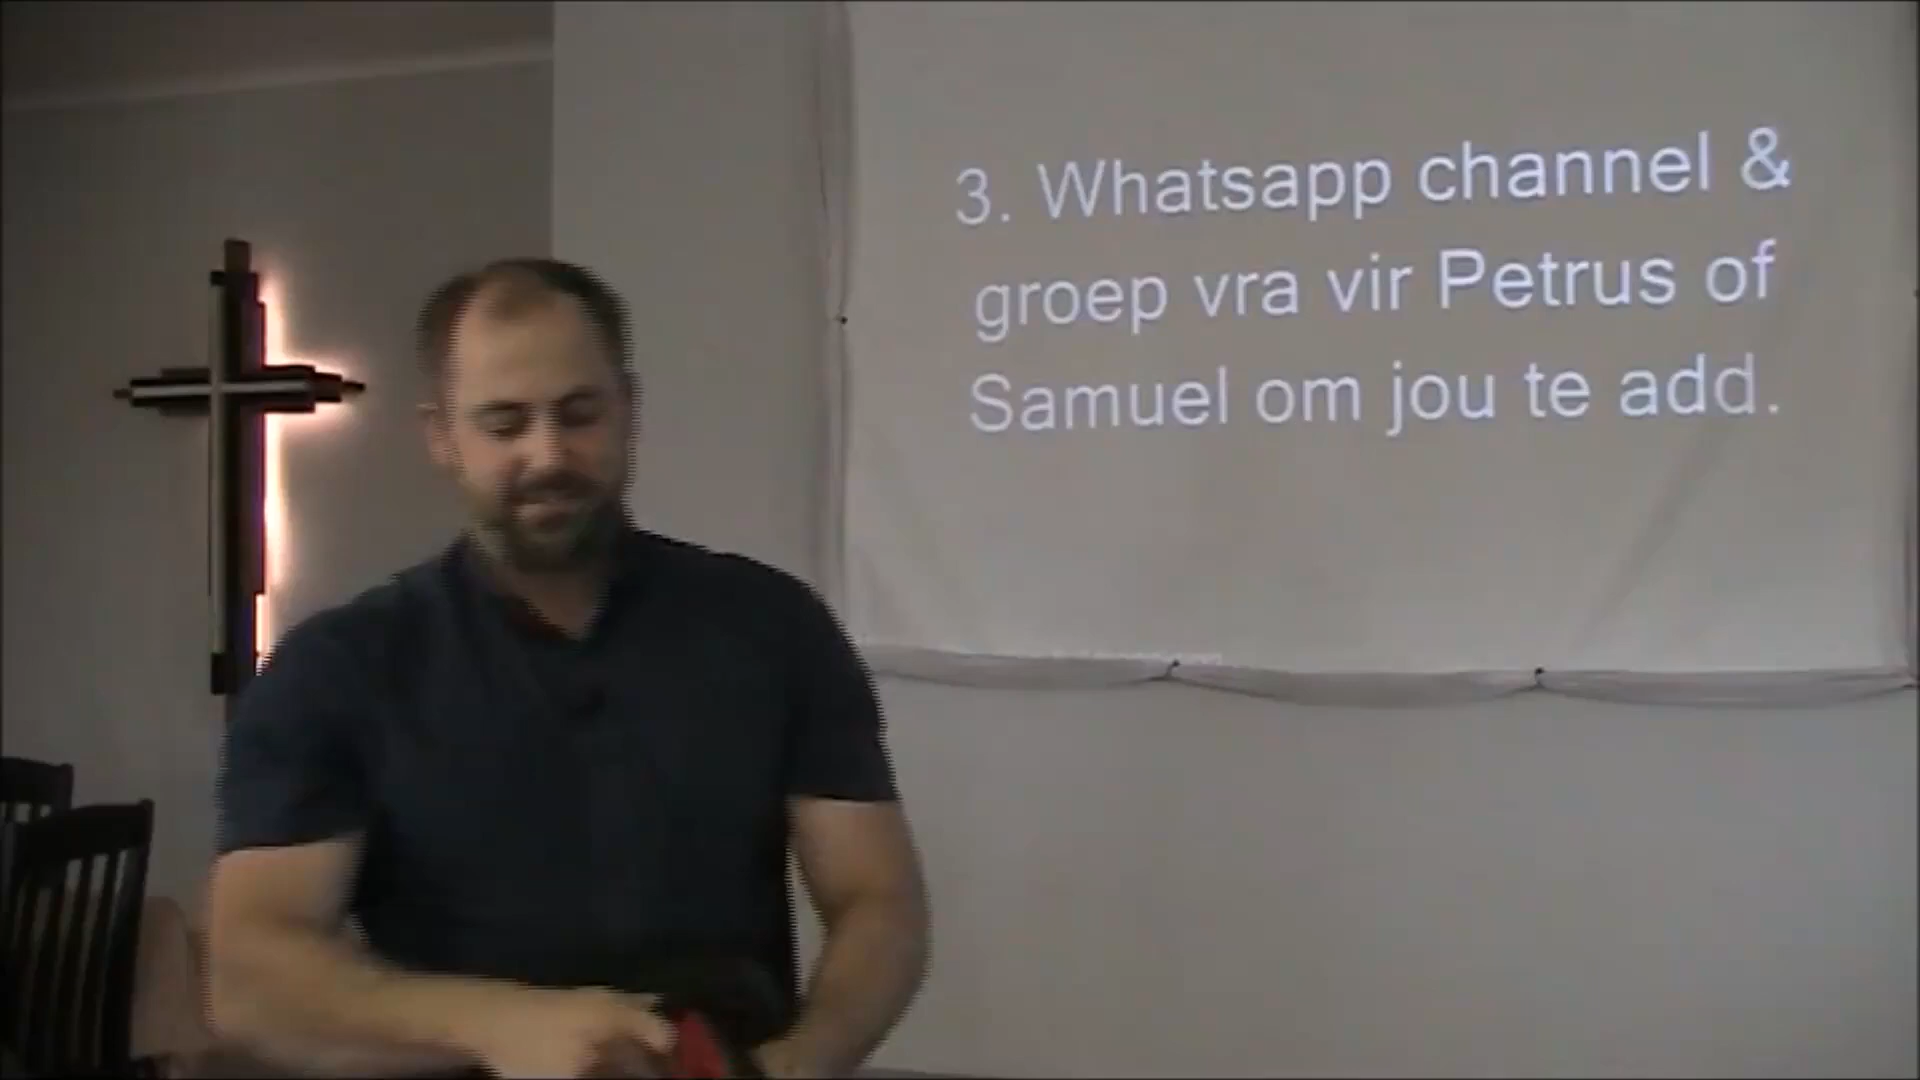 3. Whatsapp channel &
groep vra vir Petrus of
Samuel om jou te add.